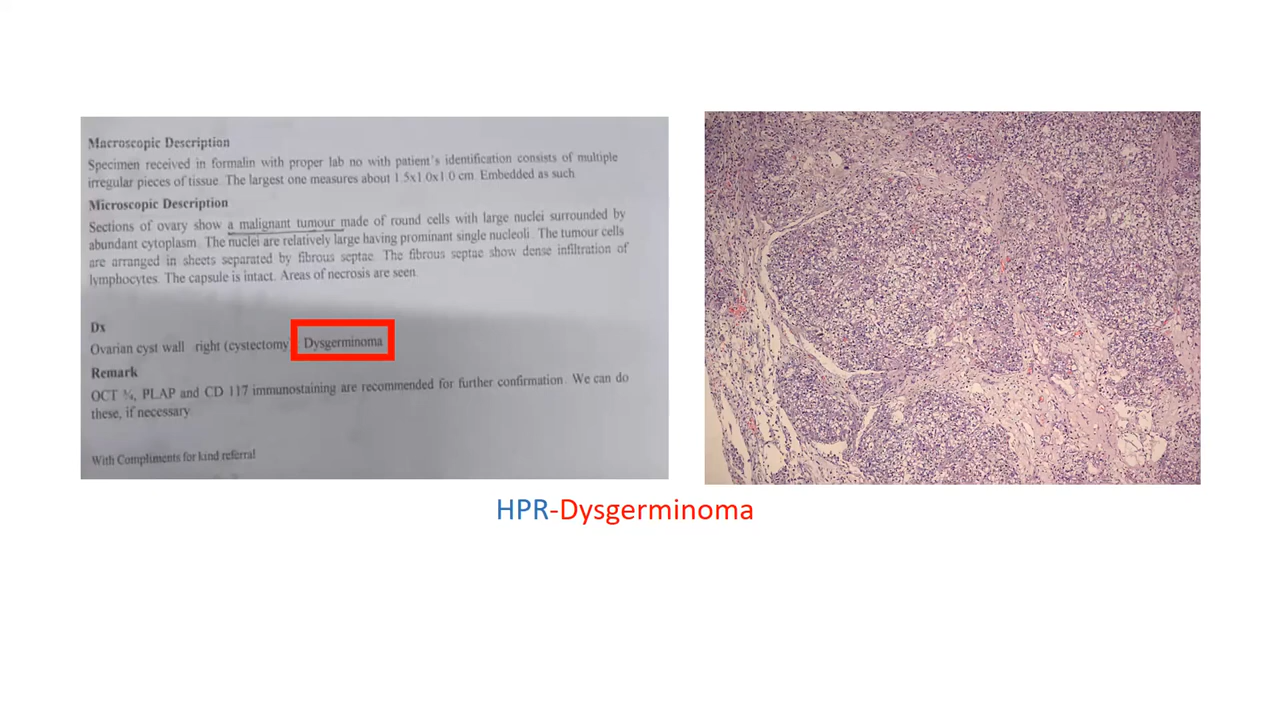 Macroscopic Description
Specimen received in formalin with proper lab no with patient's identification consists of multiple
irregular pieces of tissue. The largest one measures about 1.5x1.0x1.0 cm. Embedded as such
Microscopic Description
Sections of ovary show a malignant tumour made of round cells with large nuclei surrounded by
abundant cytoplasm. The nuclei are relatively large having prominant single nucleoli. The tumour cells
are arranged in sheets separated by fibrous septae. The fibrous septae show dense infiltration of
lymphocytes. The capsule is intact. Areas of necrosis are seen.
Dx
Ovarian cyst wall right (cystectomy) Dysgerminoma
Remark
OCT ¾, PLAP and CD 117 immunostaining are recommended for further confirmation. We can do
these, if necessary
With Compliments for kind referral
HPR-Dysgerminoma